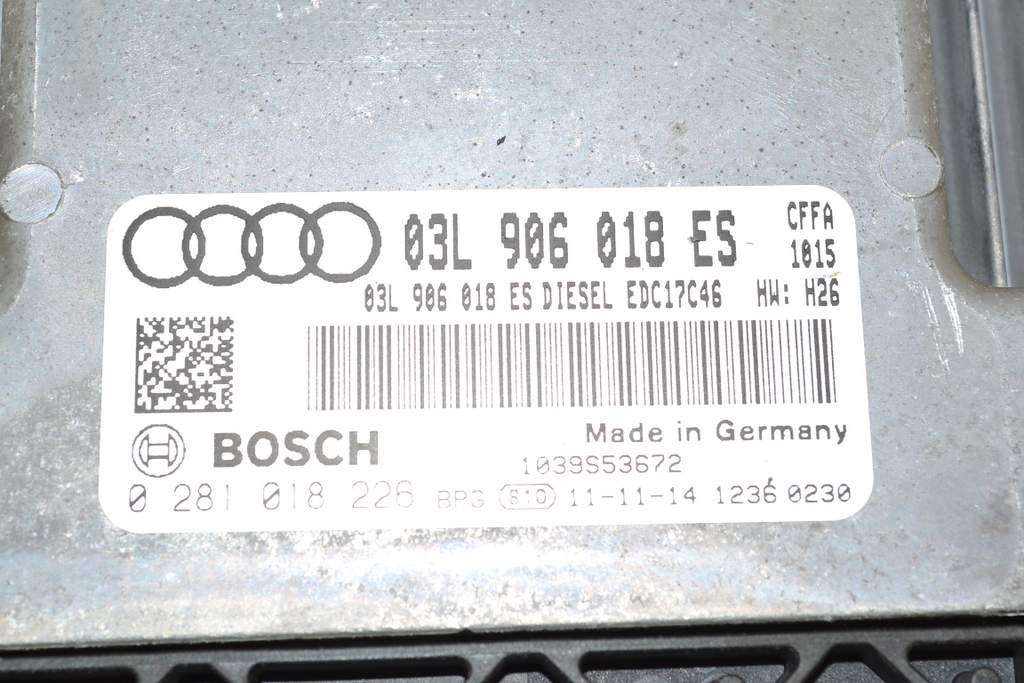 03L 906 018 ES CFFA
1015
03L 906 018 ES DIESEL EDC17C46 HW: H26
BOSCH
Made in Germany
1039S53672
0 281 018 226 BPG 810 11-11-14 1236 0230